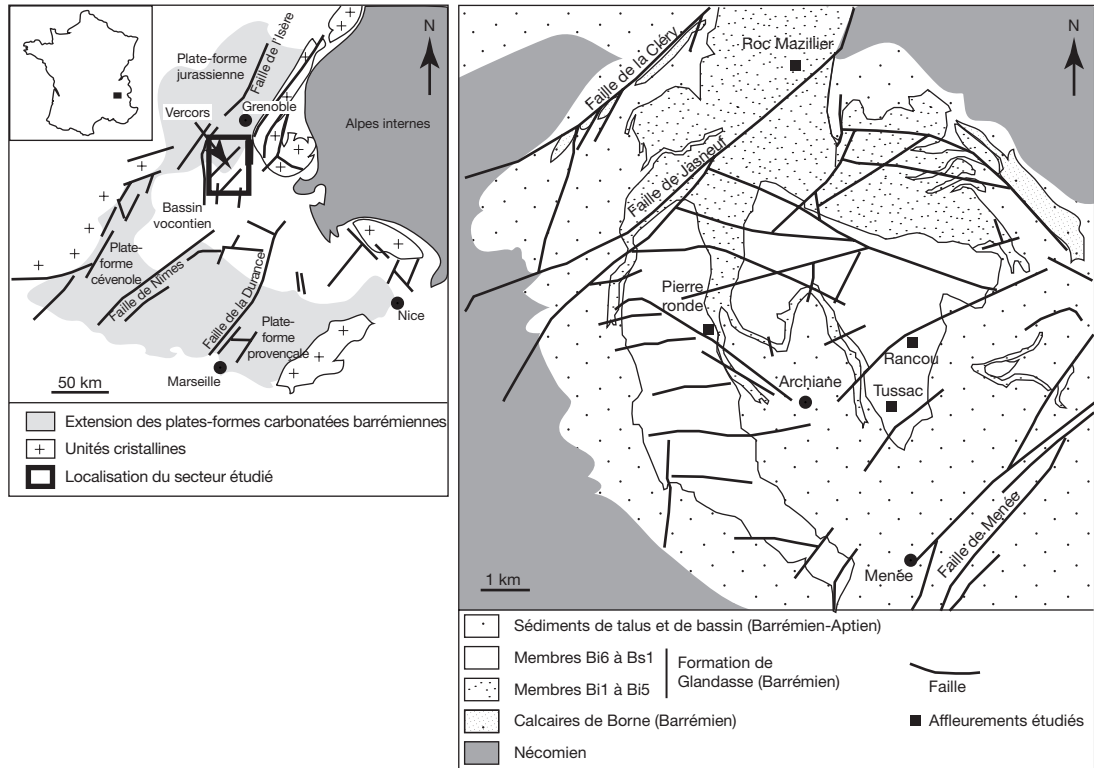 N
Plate-forme
jurassienne
Faille de l'Isère
Vercors
Grenoble
Alpes internes
Bassin
vocontien
Plate-
forme
cévenole
Faille de Nîmes
Faille de la Durance
Plate-
forme
provençale
Nice
Marseille
50 km
Extension des plates-formes carbonatées barrémiennes
+ Unités cristallines
Localisation du secteur étudié
N
Roc Mazilier
Faille de la Cléry
Faille de Jasneuf
Pierre
ronde
Rancou
Archiane
Tussac
Menée
Faille de Menée
1 km
Sédiments de talus et de bassin (Barrémien-Aptien)
Membres Bi6 à Bs1
Membres Bi1 à Bi5
Formation de
Glandasse (Barrémien)
Calcaires de Borne (Barrémien)
Nécomien
Faille
Affleurements étudiés